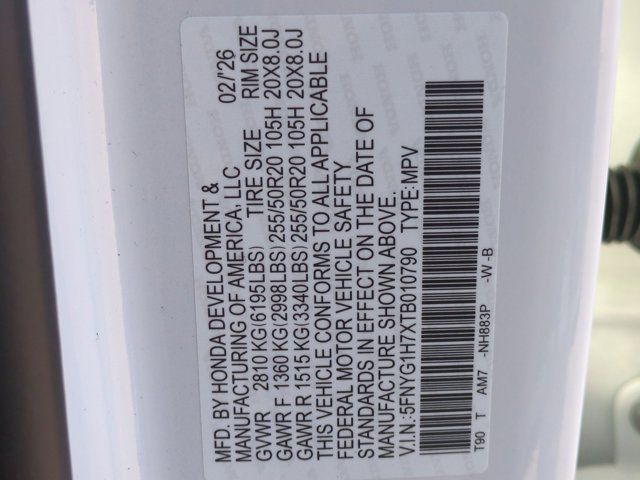 MFD. BY HONDA DEVELOPMENT &
MANUFACTURING OF AMERICA, LLC 02/'26
GVWR 2810 KG(6195LBS) TIRE SIZE RIM SIZE
GAWR F 1360 KG(2998LBS) 255/50R20 105H 20X8.0J
GAWR R 1515 KG(3340LBS) 255/50R20 105H 20X8.0J
THIS VEHICLE CONFORMS TO ALL APPLICABLE
FEDERAL MOTOR VEHICLE SAFETY
STANDARDS IN EFFECT ON THE DATE OF
MANUFACTURE SHOWN ABOVE.
V.I.N.:5FNYG1H7XTB010790 TYPE:MPV
T90 T AM7 -NH883P -W -B